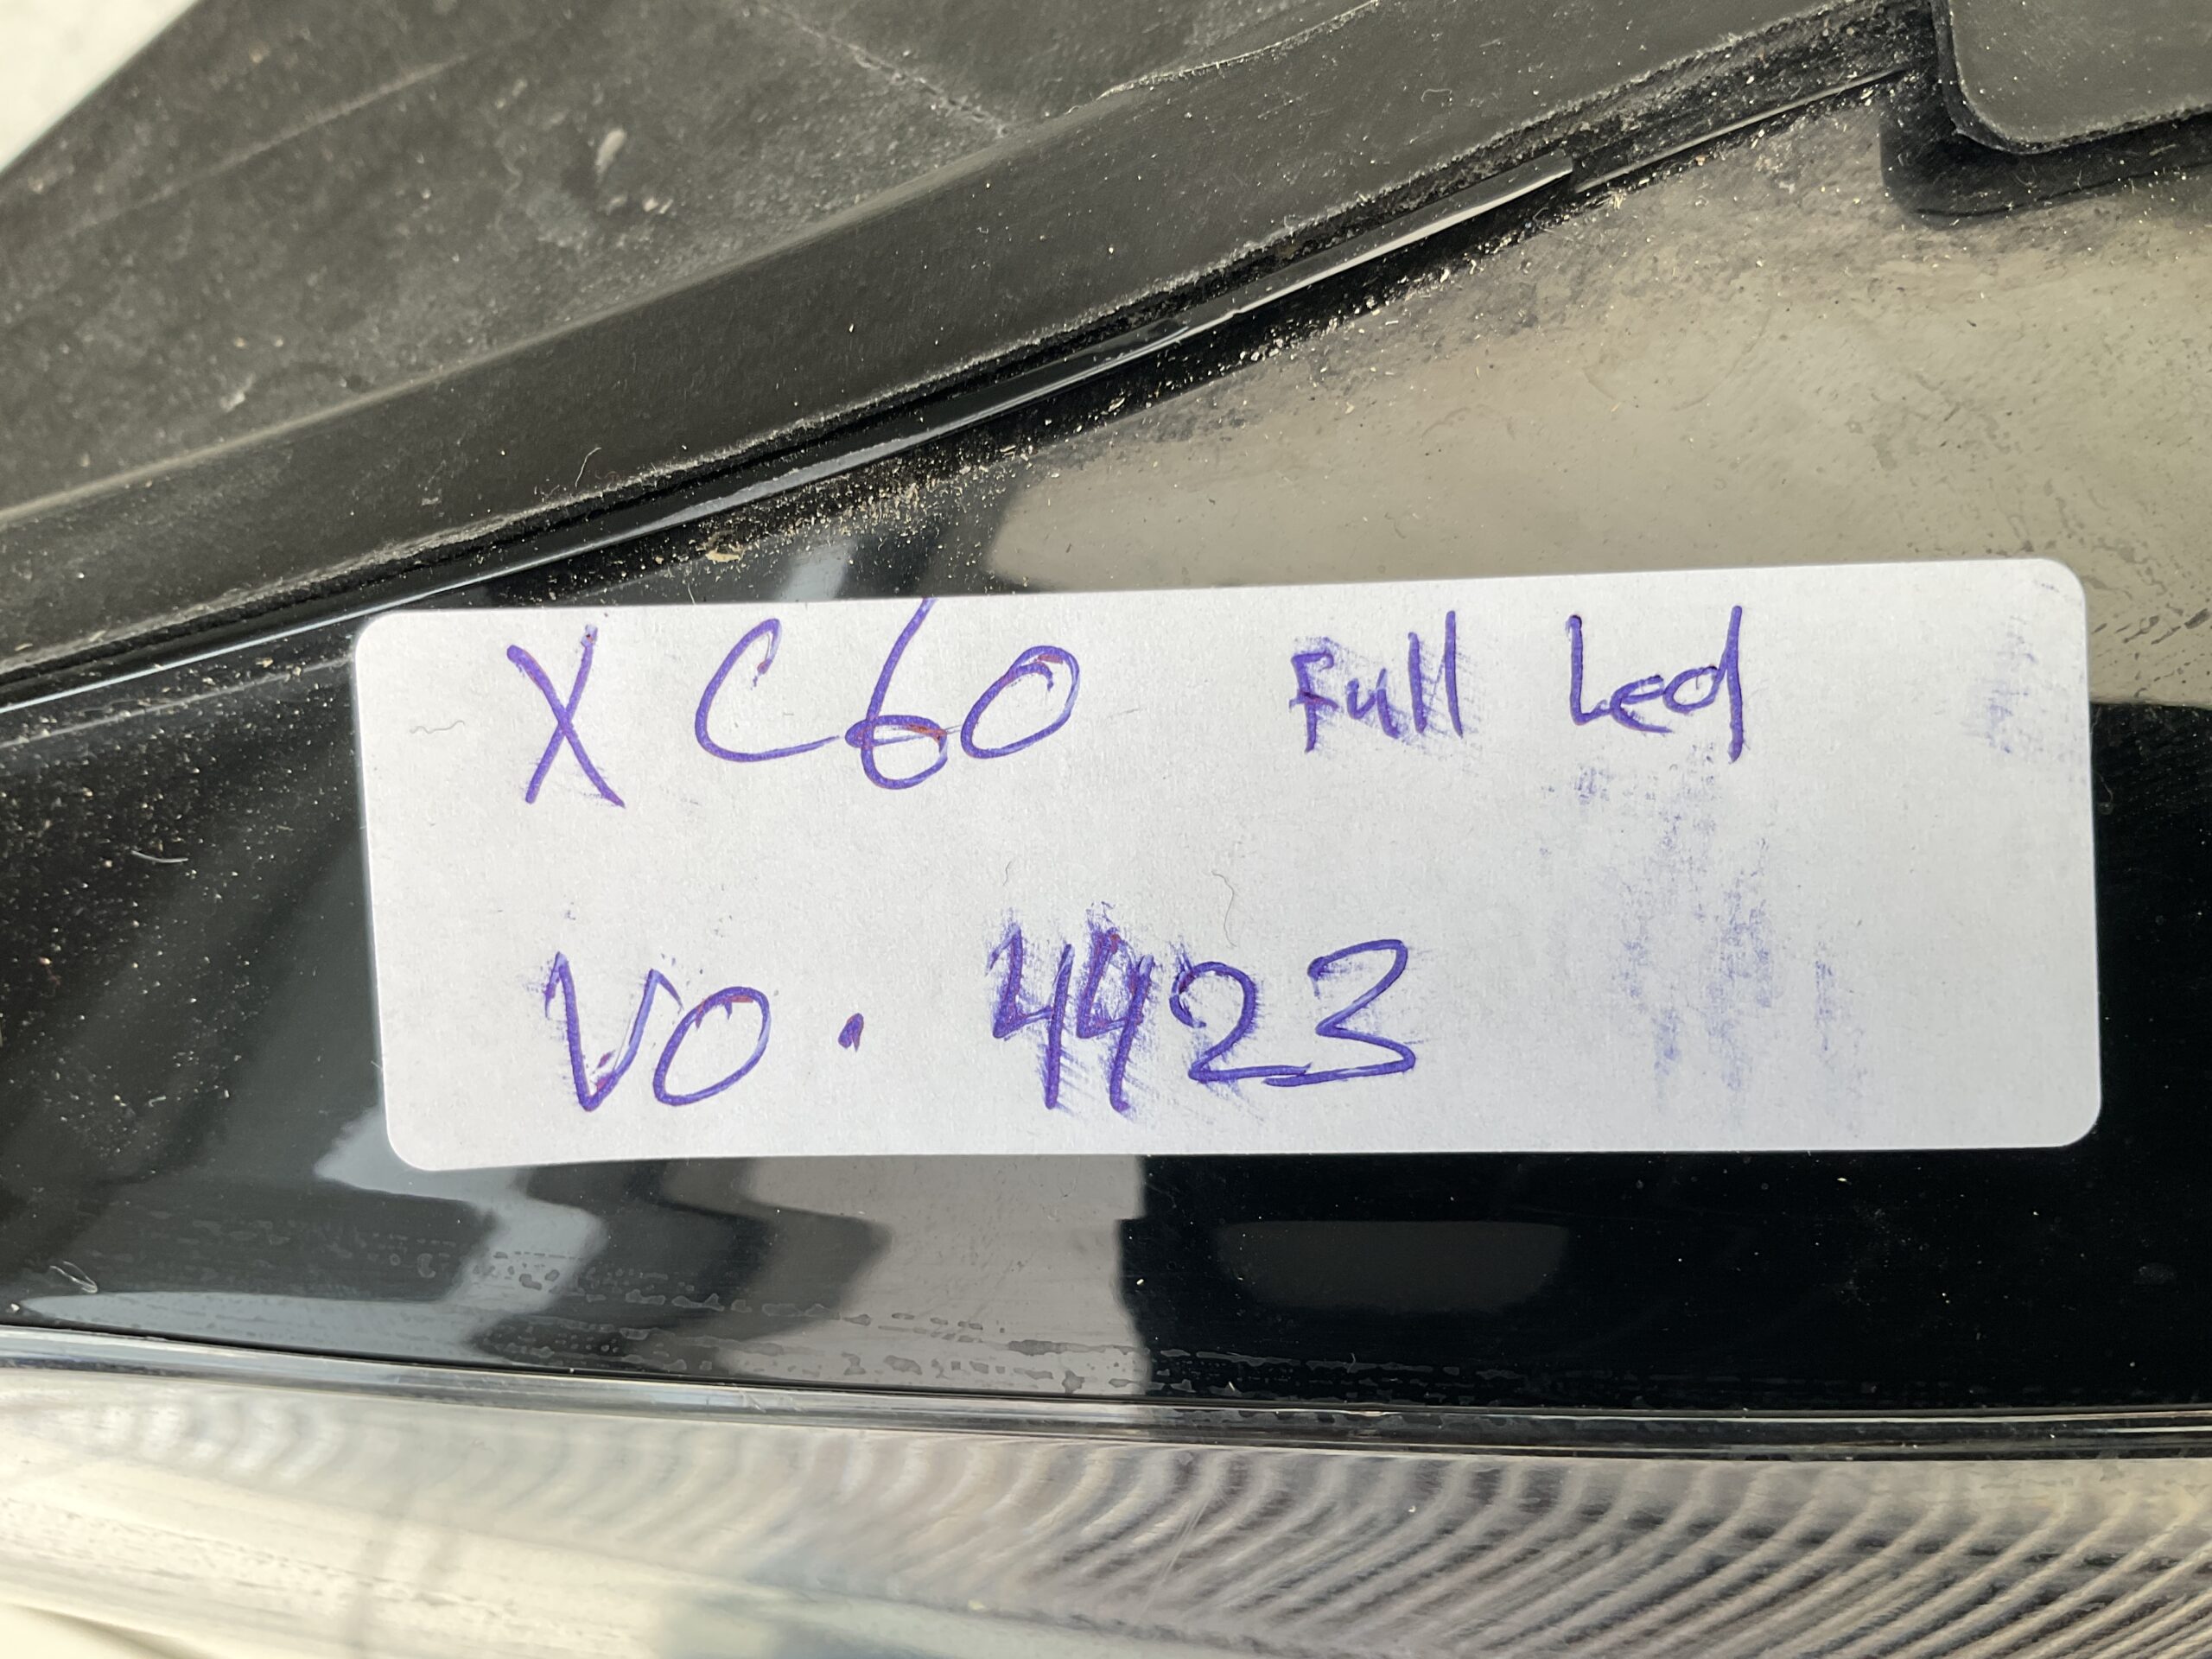 XC60 Full Led
VO. 4423